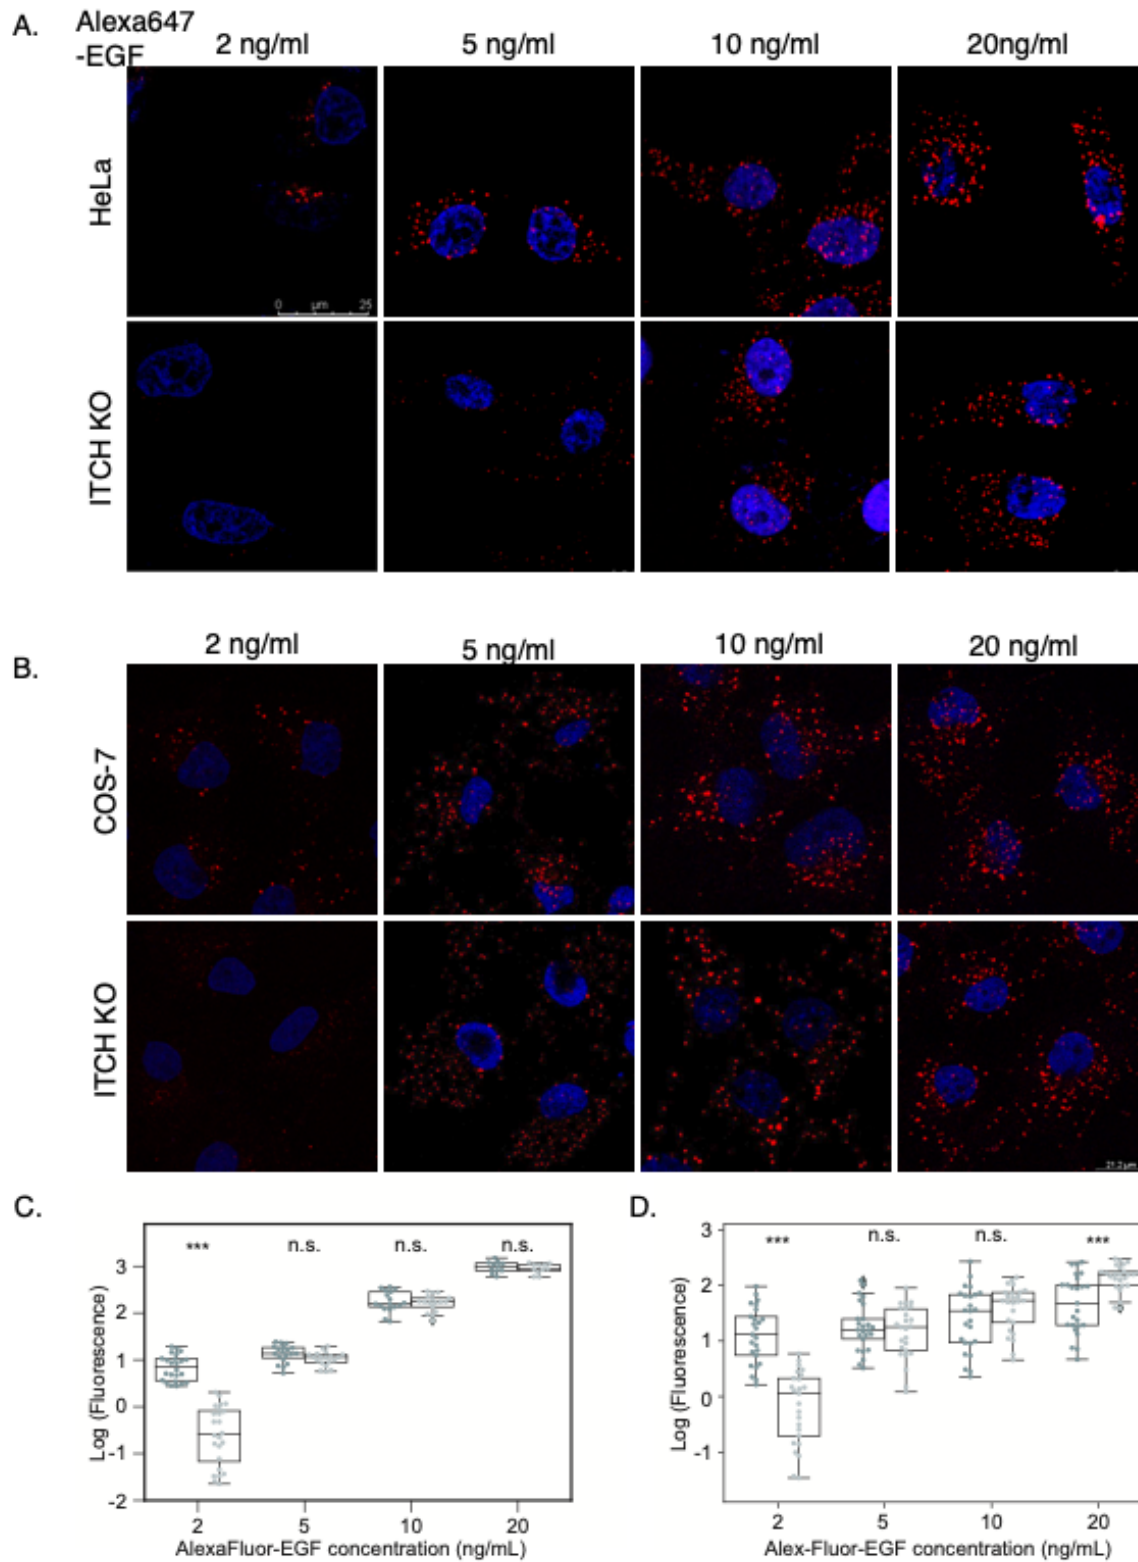 A.
Alexa647
-EGF
2 ng/ml 5 ng/ml 10 ng/ml 20ng/ml
HeLa
0 µm 25
ITCH KO
B.
2 ng/ml 5 ng/ml 10 ng/ml 20 ng/ml
COS-7
ITCH KO
21.2 µm
C.
Log (Fluorescence)
*** n.s. n.s. n.s.
3
2
1
0
-1
-2
2 5 10 20
AlexaFluor-EGF concentration (ng/mL)
D.
Log (Fluorescence)
*** n.s. n.s. ***
3
2
1
0
-1
2 5 10 20
Alex-Fluor-EGF concentration (ng/mL)